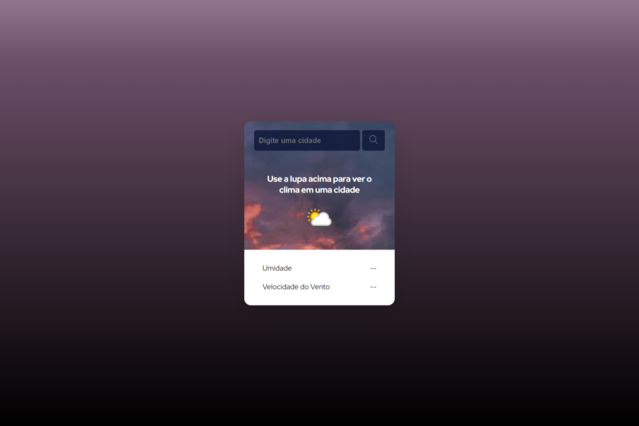 Digite uma cidade
Use a lupa acima para ver o
clima em uma cidade
Umidade --
Velocidade do Vento --